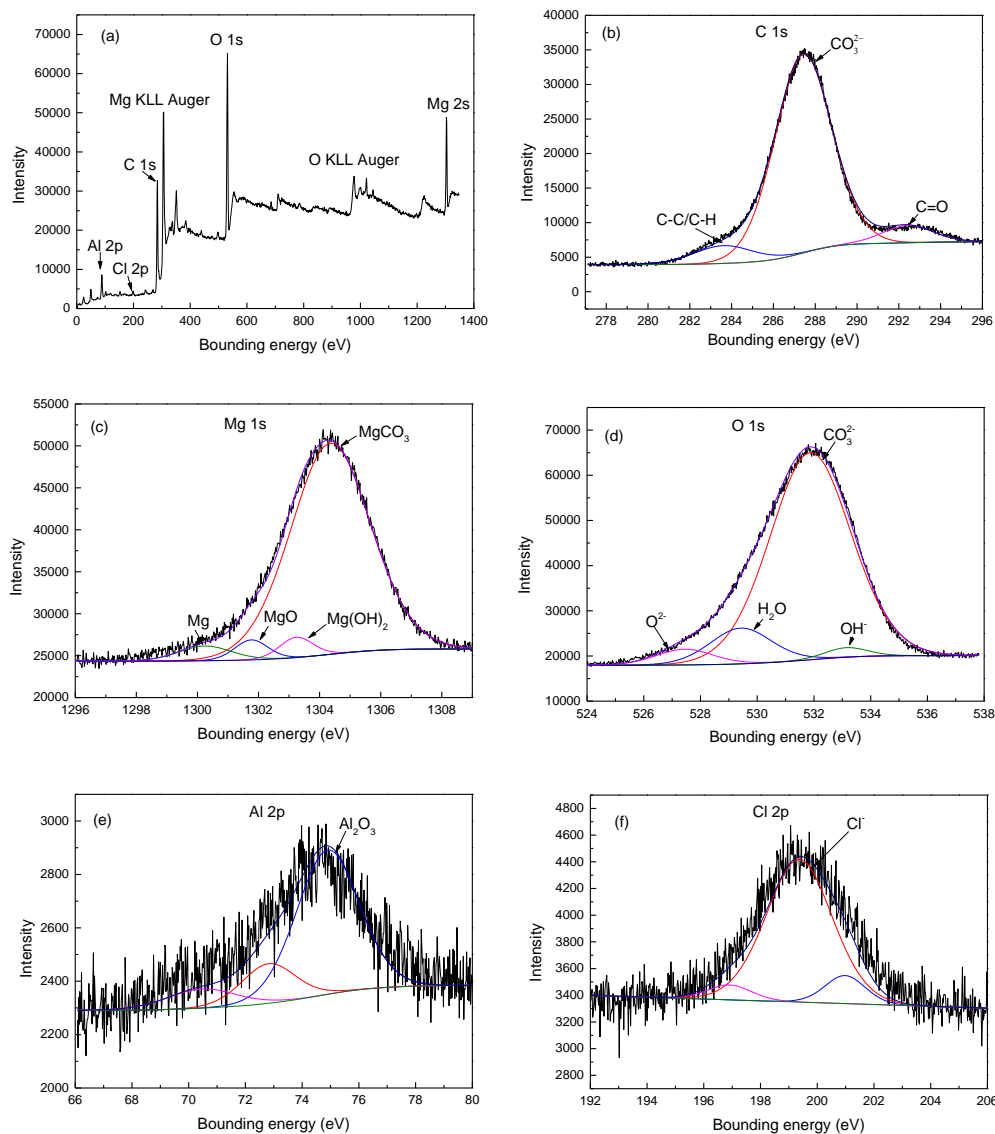 (a)
O 1s
Mg KLL Auger
Mg 2s
C 1s
O KLL Auger
Al 2p
Cl 2p
70000
60000
50000
40000
30000
20000
10000
0
Intensity
0 200 400 600 800 1000 1200 1400
Bounding energy (eV)
(b)
C 1s
CO₃²⁻
C-C/C-H
C=O
40000
35000
30000
25000
20000
15000
10000
5000
0
Intensity
278 280 282 284 286 288 290 292 294 296
Bounding energy (eV)
(c)
Mg 1s
MgCO₃
Mg
MgO
Mg(OH)₂
55000
50000
45000
40000
35000
30000
25000
20000
Intensity
1296 1298 1300 1302 1304 1306 1308
Bounding energy (eV)
(d)
O 1s
CO₃²⁻
O²⁻
H₂O
OH⁻
80000
70000
60000
50000
40000
30000
20000
10000
Intensity
524 526 528 530 532 534 536 538
Bounding energy (eV)
(e)
Al 2p
Al₂O₃
3000
2800
2600
2400
2200
2000
Intensity
66 68 70 72 74 76 78 80
Bounding energy (eV)
(f)
Cl 2p
Cl⁻
4800
4600
4400
4200
4000
3800
3600
3400
3200
3000
2800
Intensity
192 194 196 198 200 202 204 206
Bounding energy (eV)